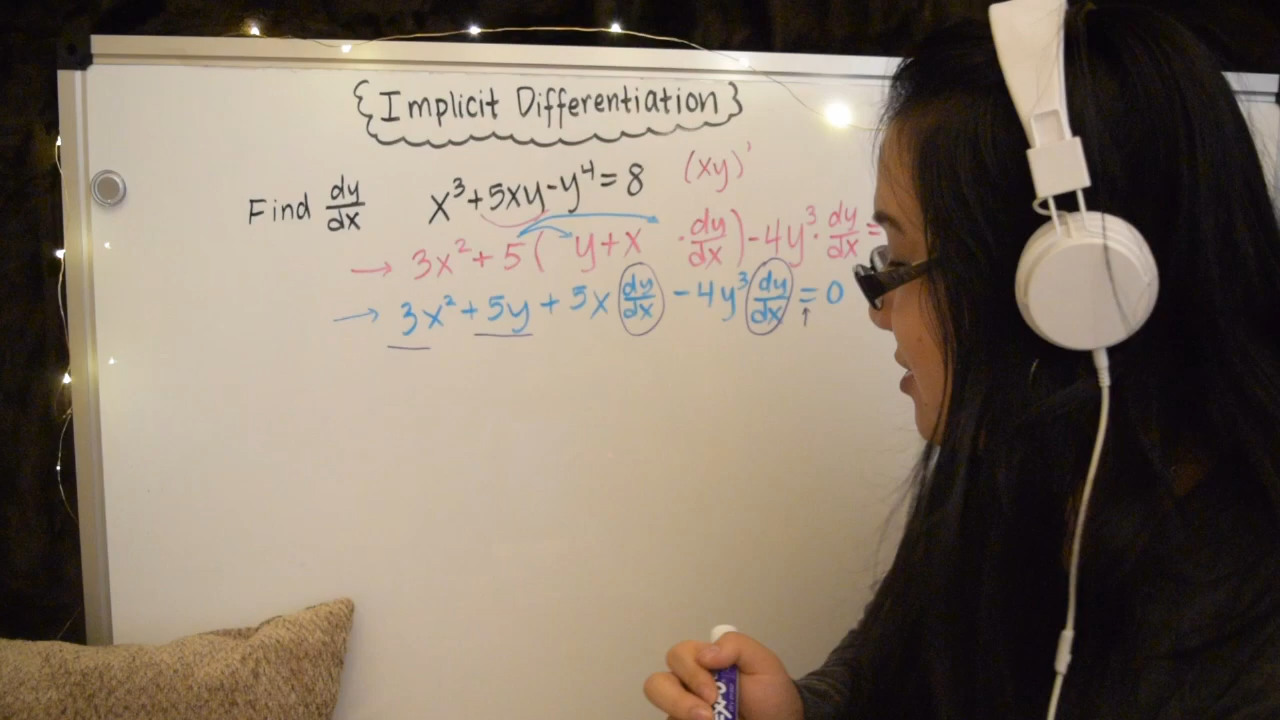 {Implicit Differentiation}
Find dy/dx x³+5xy-y⁴=8 (xy)'
→ 3x²+5(y+x·dy/dx)-4y³·dy/dx=
→ 3x²+5y+5x dy/dx -4y³ dy/dx = 0
EXPO